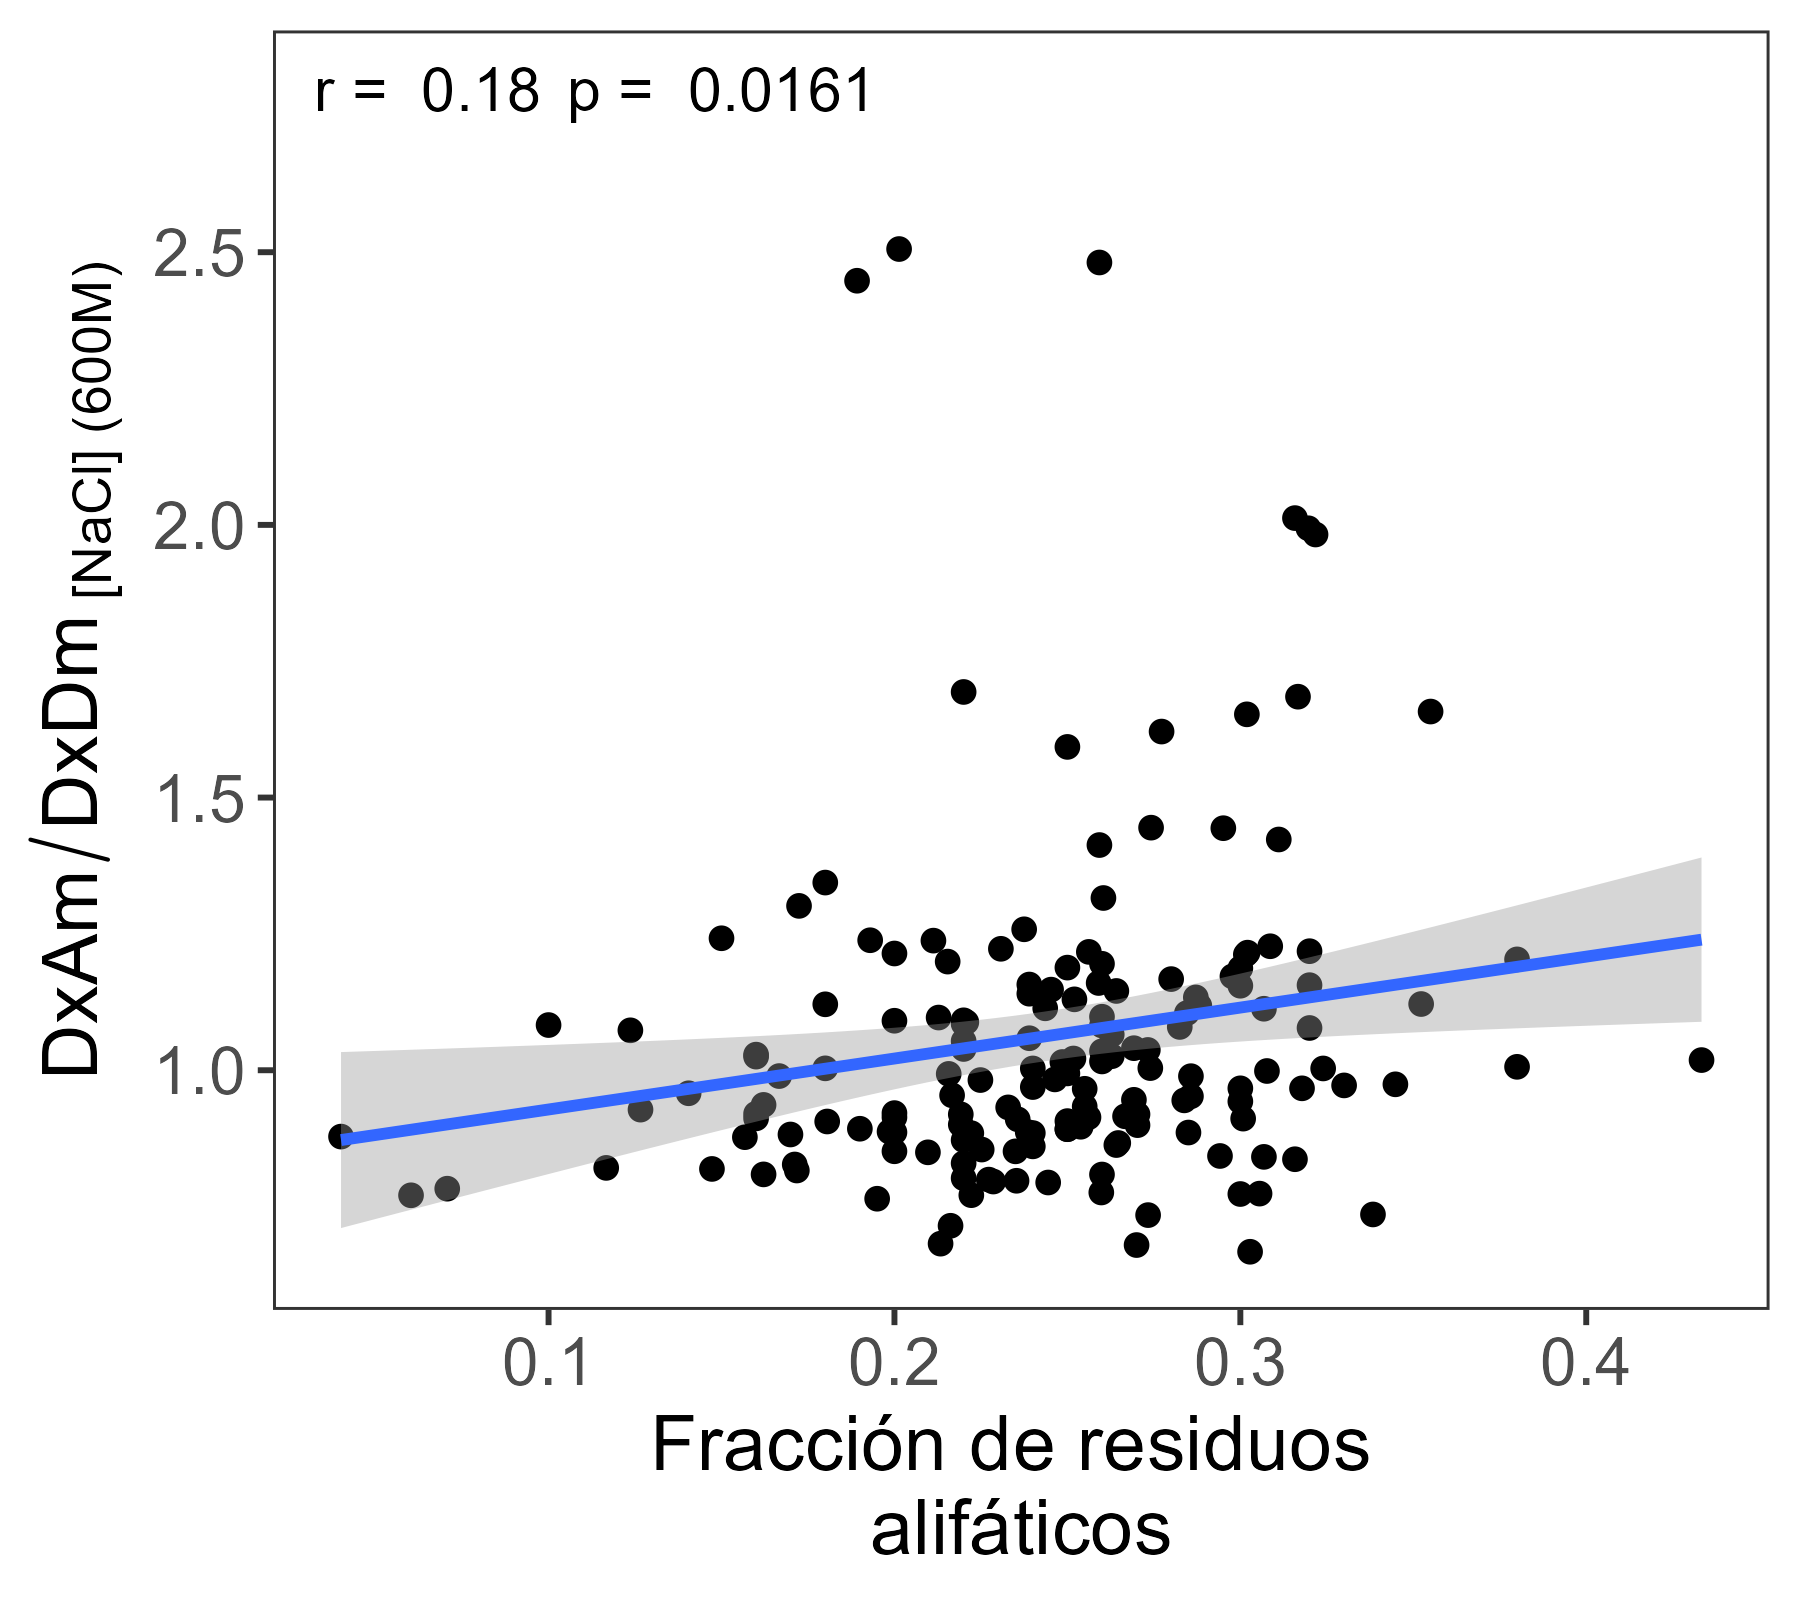 r = 0.18 p = 0.0161
DxAm/DxDm [NaCl] (600M)
2.5
2.0
1.5
1.0
0.1 0.2 0.3 0.4
Fracción de residuos
alifáticos